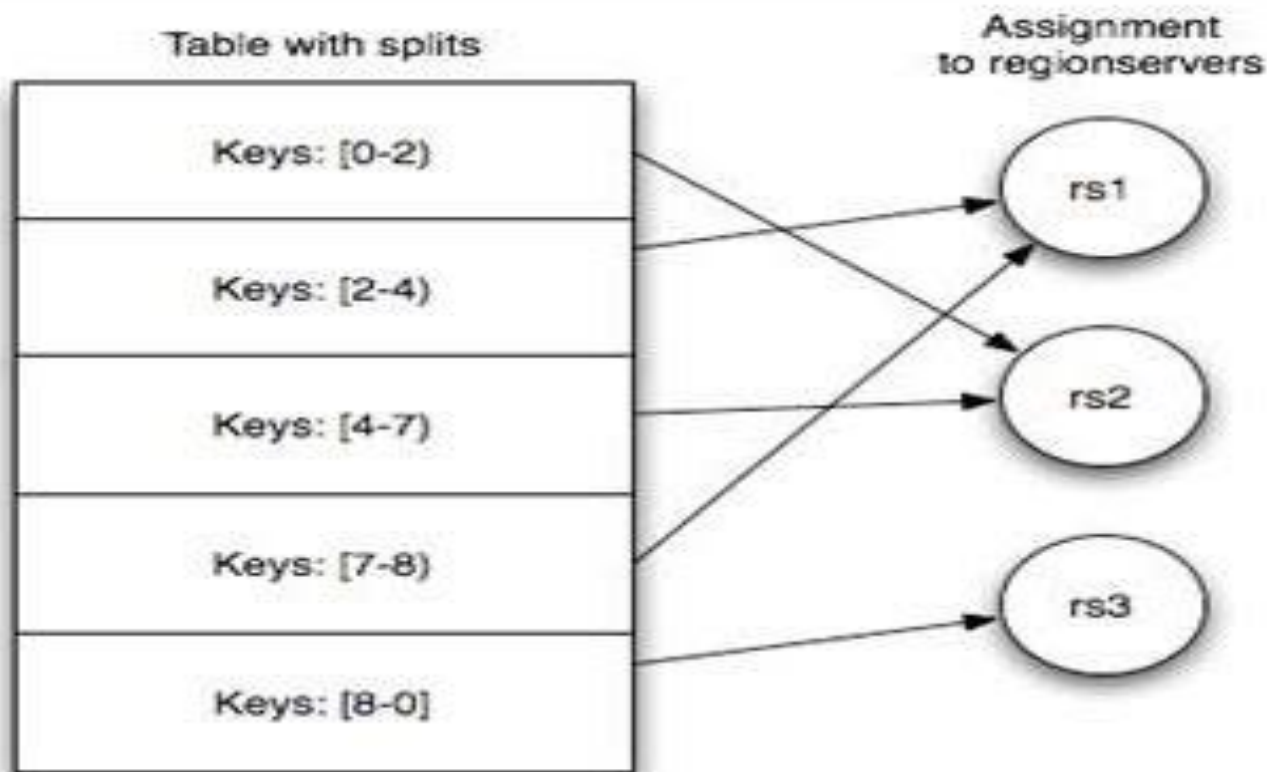 Table with splits
Assignment
to regionservers
Keys: [0-2)
Keys: [2-4)
Keys: [4-7)
Keys: [7-8)
Keys: [8-0]
rs1
rs2
rs3